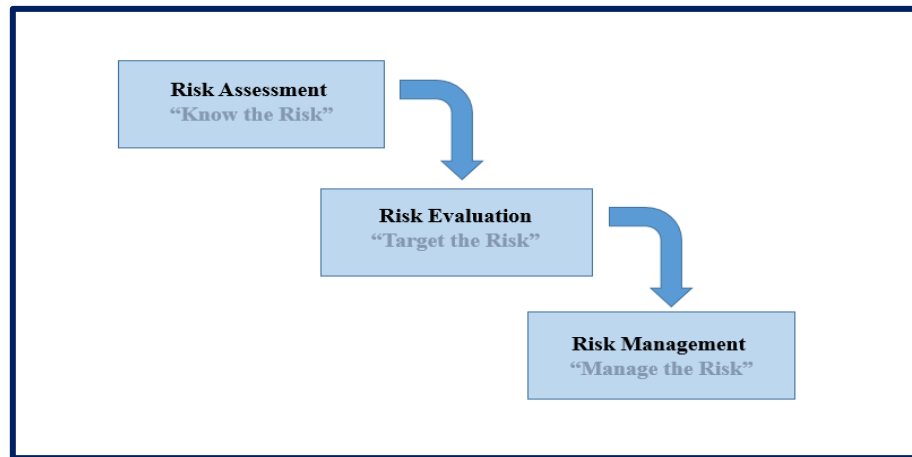 Risk Assessment
“Know the Risk”
Risk Evaluation
“Target the Risk”
Risk Management
“Manage the Risk”